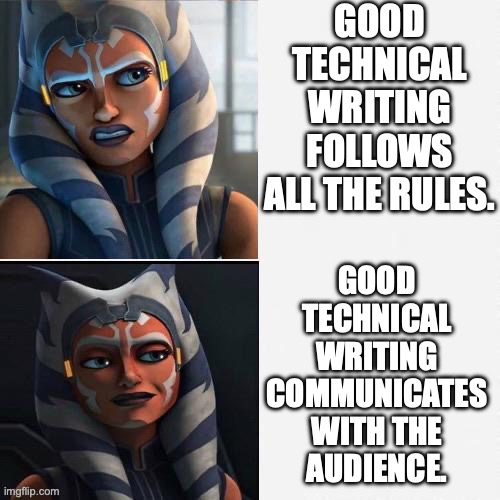 GOOD
TECHNICAL
WRITING
FOLLOWS
ALL THE RULES.
GOOD
TECHNICAL
WRITING
COMMUNICATES
WITH THE
AUDIENCE.
imgflip.com